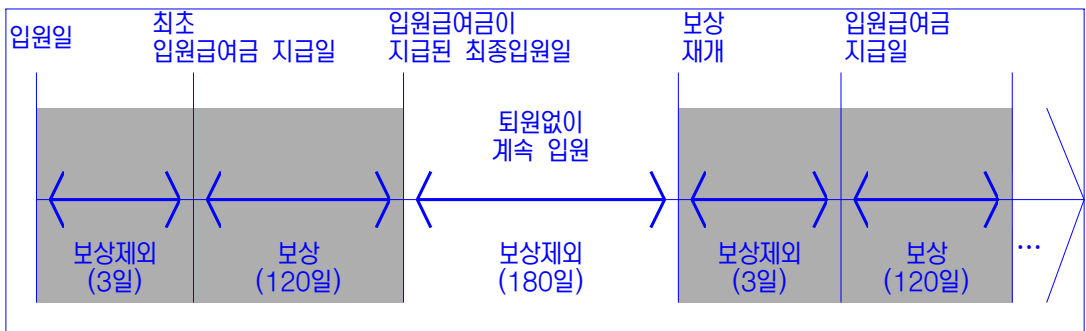 입원일
최초
입원급여금 지급일
입원급여금이
지급된 최종입원일
보상
재개
입원급여금
지급일
퇴원없이
계속 입원
보상제외
(3일)
보상
(120일)
보상제외
(180일)
보상제외
(3일)
보상
(120일)
...